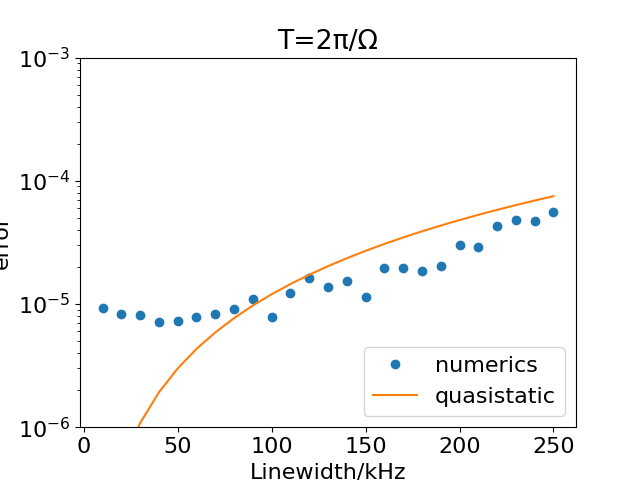 T=2π/Ω
10⁻³
10⁻⁴
10⁻⁵
10⁻⁶
error
0
50
100
150
200
250
Linewidth/kHz
numerics
quasistatic